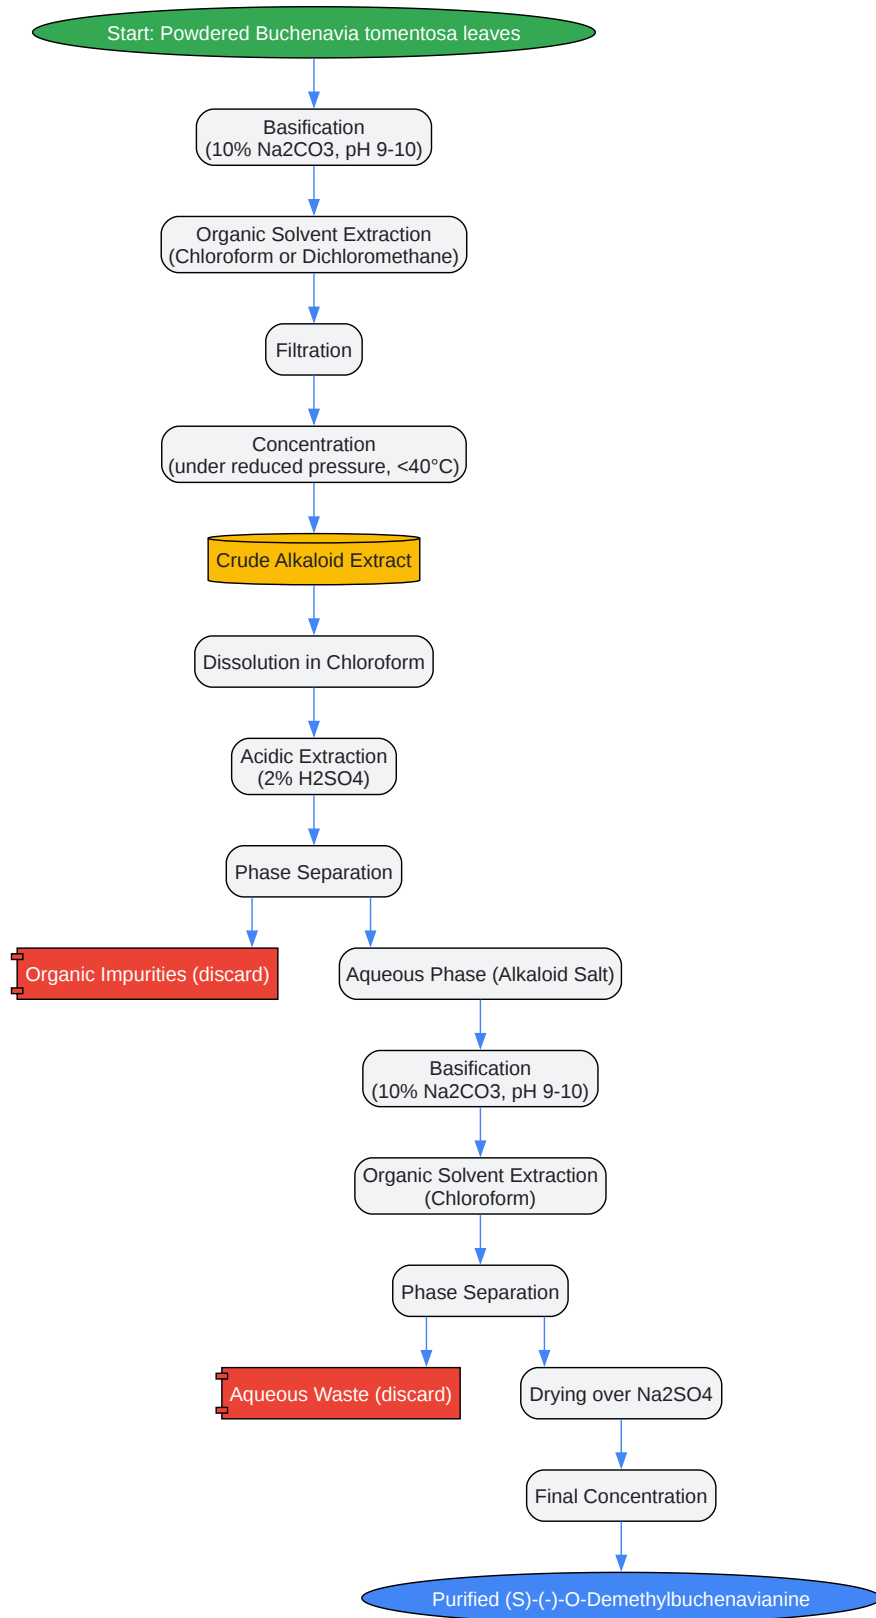 Start: Powdered Buchenavia tomentosa leaves
Basification
(10% Na2CO3, pH 9-10)
Organic Solvent Extraction
(Chloroform or Dichloromethane)
Filtration
Concentration
(under reduced pressure, <40°C)
Crude Alkaloid Extract
Dissolution in Chloroform
Acidic Extraction
(2% H2SO4)
Phase Separation
Organic Impurities (discard)
Aqueous Phase (Alkaloid Salt)
Basification
(10% Na2CO3, pH 9-10)
Organic Solvent Extraction
(Chloroform)
Phase Separation
Aqueous Waste (discard)
Drying over Na2SO4
Final Concentration
Purified (S)-(-)-O-Demethylbuchenavianine